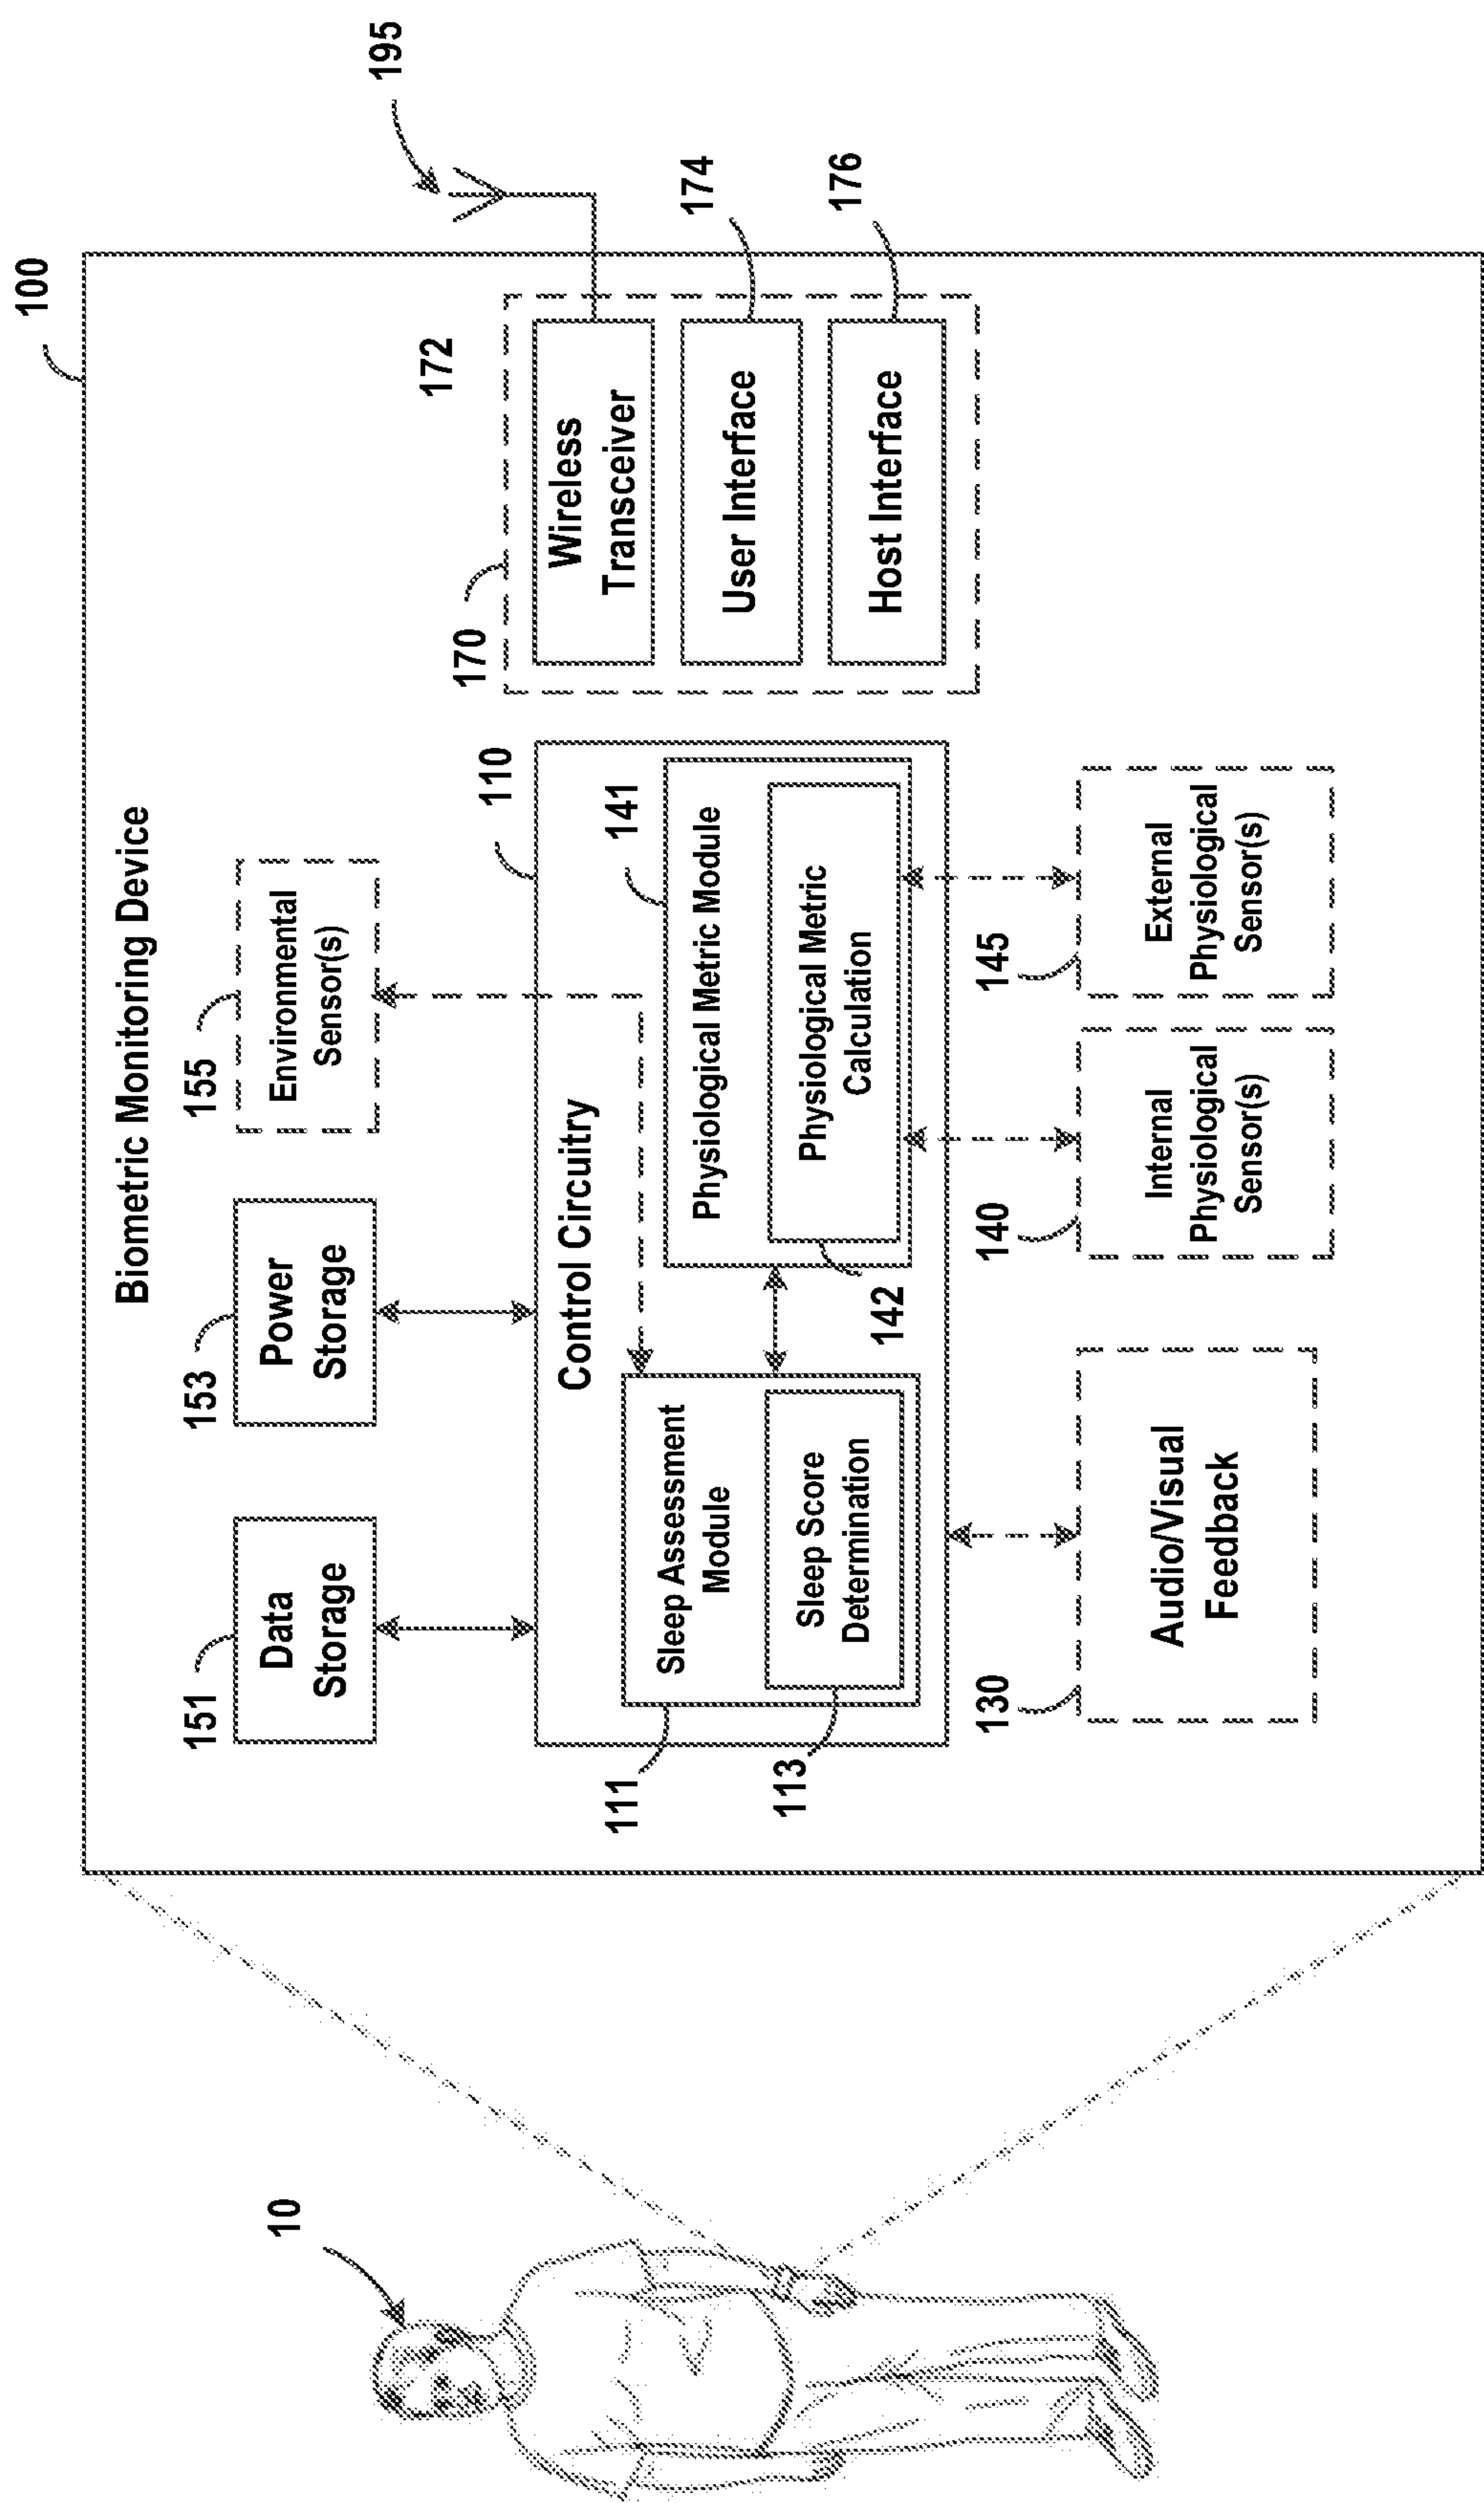 100
Biometric Monitoring Device
10
151
Data
Storage
153
Power
Storage
155
Environmental
Sensor(s)
195
110
Control Circuitry
111
Sleep Assessment
Module
113
Sleep Score
Determination
141
Physiological Metric Module
142
Physiological Metric
Calculation
170
172
Wireless
Transceiver
174
User Interface
176
Host Interface
130
Audio/Visual
Feedback
140
Internal
Physiological
Sensor(s)
145
External
Physiological
Sensor(s)